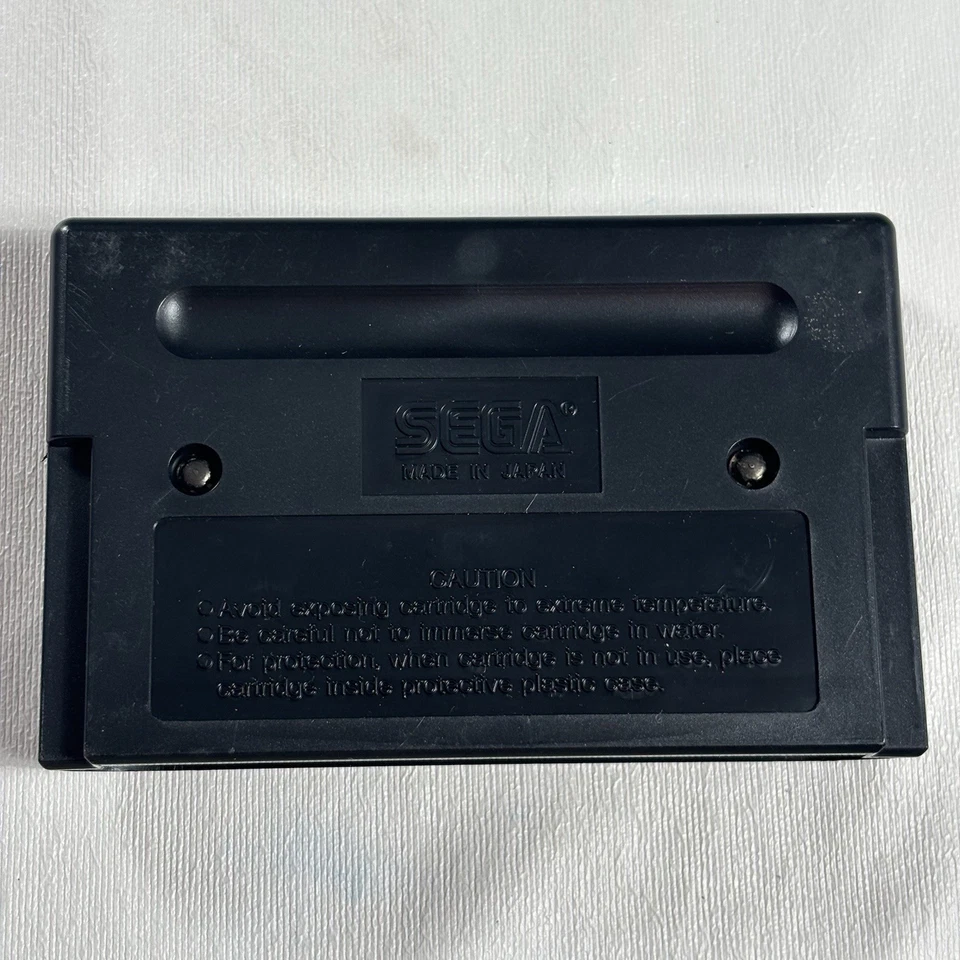 SEGA®
MADE IN JAPAN
CAUTION
○ Avoid exposing cartridge to extreme temperature.
○ Be careful not to immerse cartridge in water.
○ For protection, when cartridge is not in use, place
cartridge inside protective plastic case.